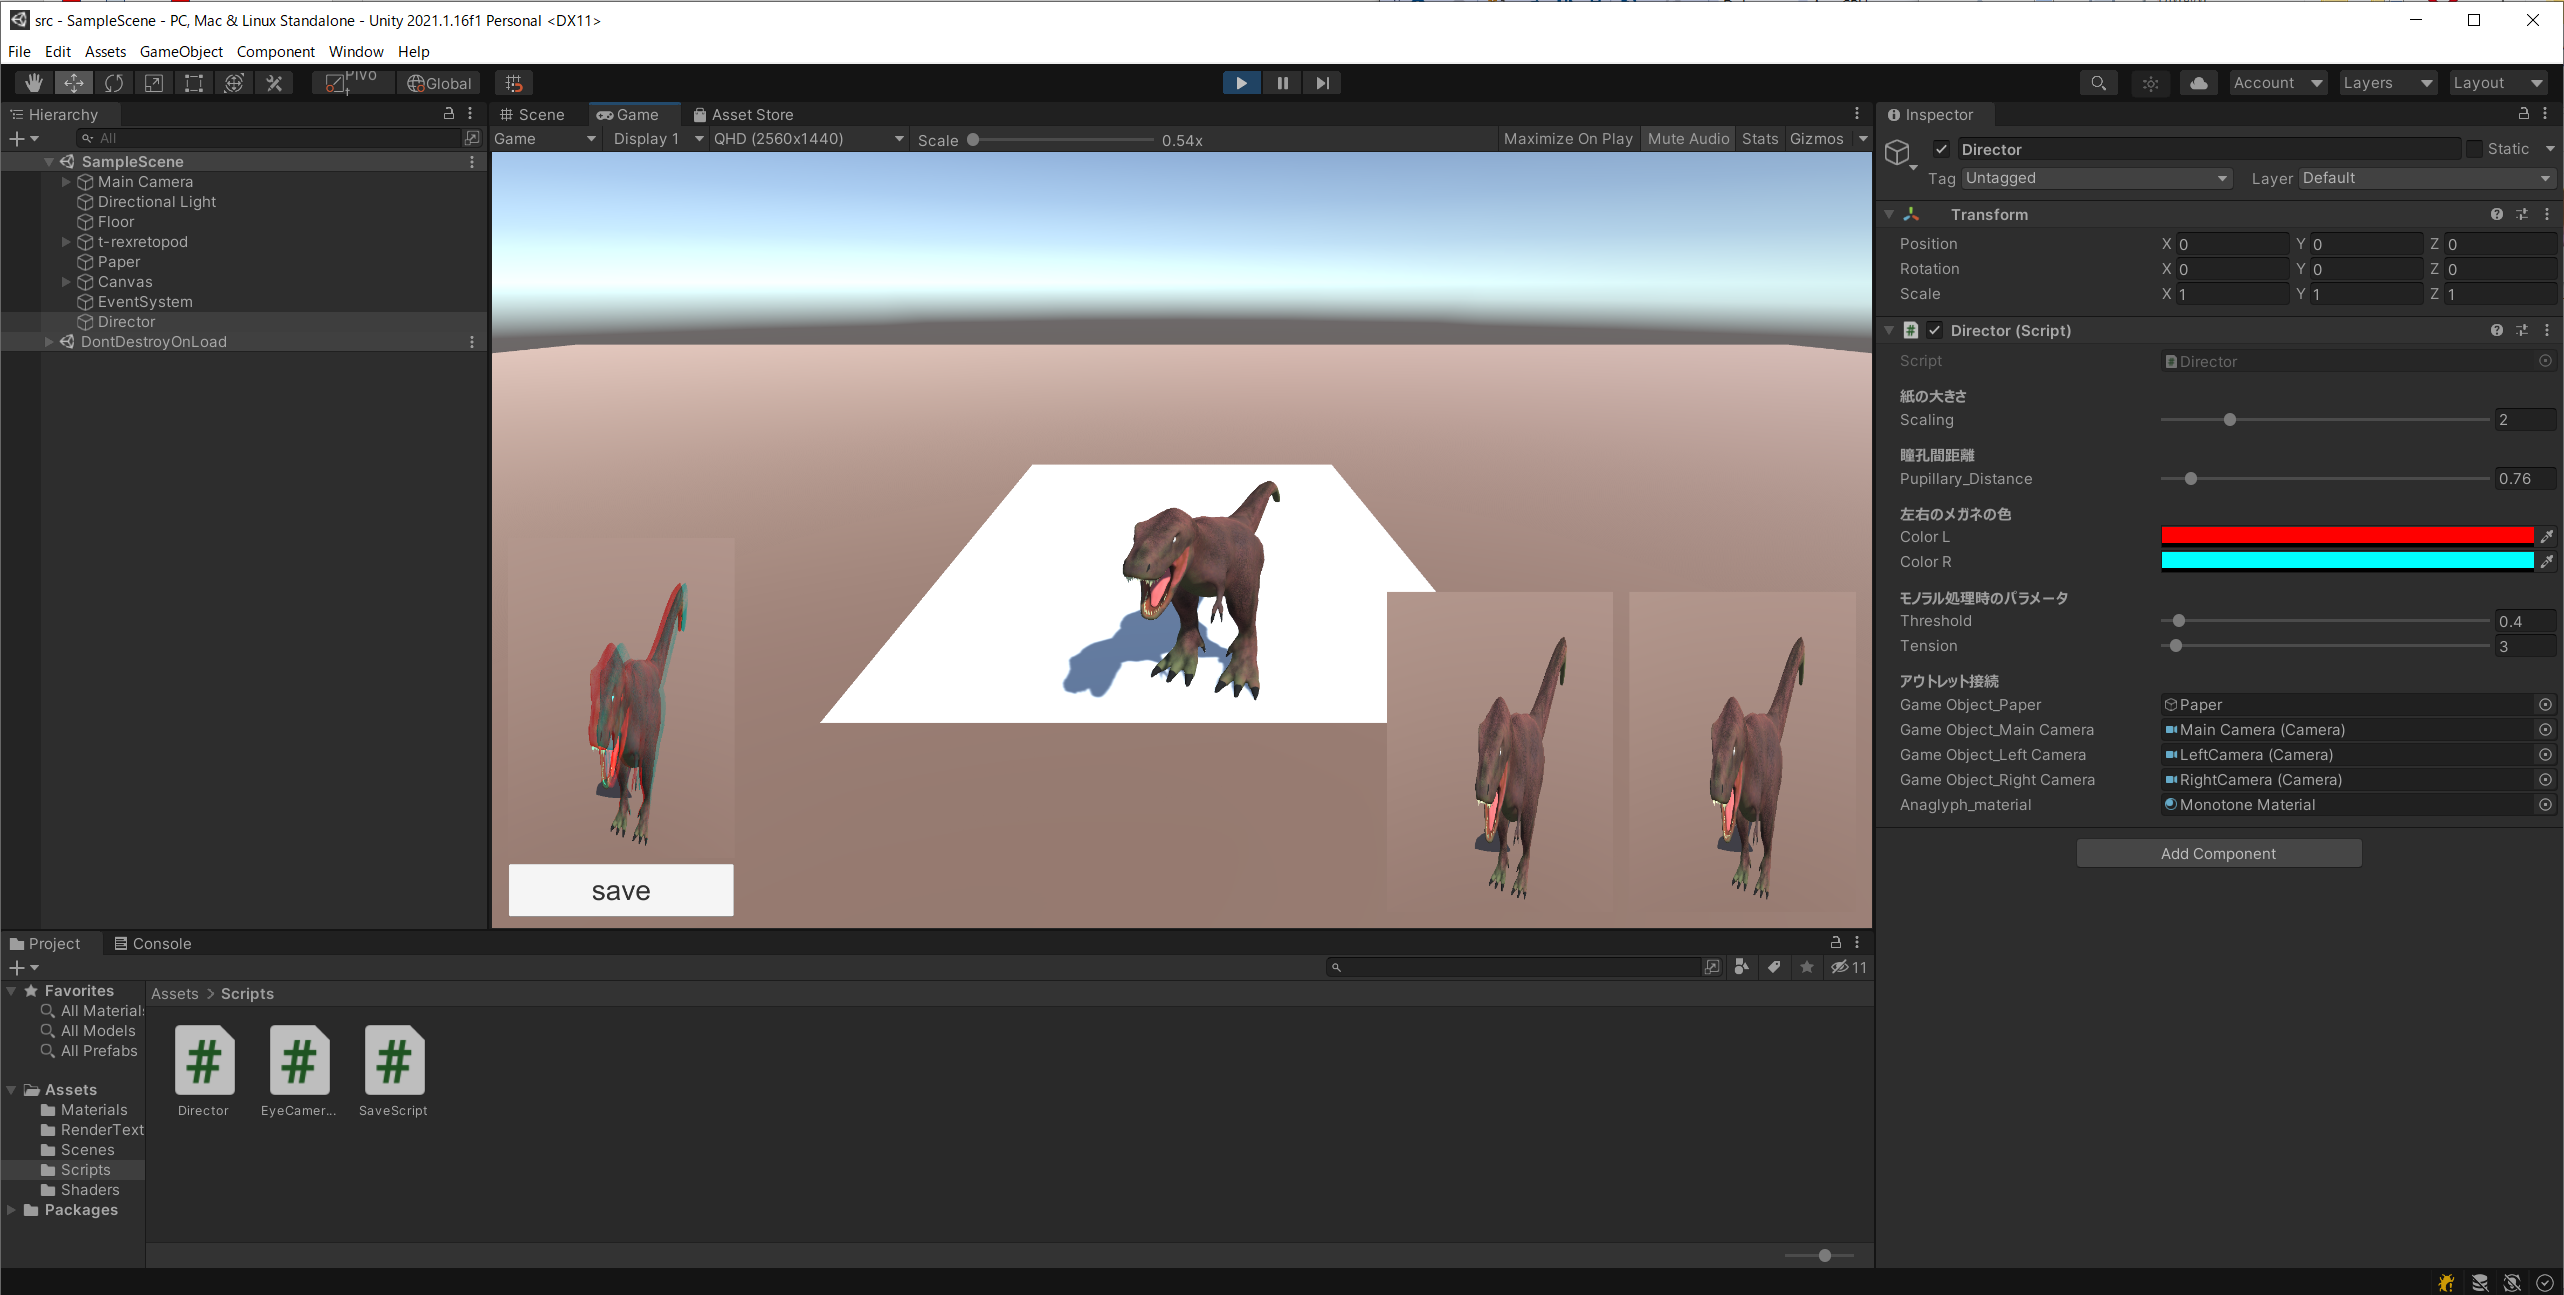 src - SampleScene - PC, Mac & Linux Standalone - Unity 2021.1.16f1 Personal <DX11>
File Edit Assets GameObject Component Window Help
Pivot Global Account Layers Layout
Hierarchy
All
SampleScene
Main Camera
Directional Light
Floor
t-rexretopod
Paper
Canvas
EventSystem
Director
DontDestroyOnLoad
Scene Game Asset Store
Game Display 1 QHD (2560x1440) Scale 0.54x Maximize On Play Mute Audio Stats Gizmos
save
Inspector
Director Static
Tag Untagged Layer Default
Transform
Position X 0 Y 0 Z 0
Rotation X 0 Y 0 Z 0
Scale X 1 Y 1 Z 1
# Director (Script)
Script Director
紙の大きさ
Scaling 2
瞳孔間距離
Pupillary_Distance 0.76
左右のメガネの色
Color L
Color R
モノラル処理時のパラメータ
Threshold 0.4
Tension 3
アウトレット接続
Game Object_Paper Paper
Game Object_Main Camera Main Camera (Camera)
Game Object_Left Camera LeftCamera (Camera)
Game Object_Right Camera RightCamera (Camera)
Anaglyph_material Monotone Material
Add Component
Project Console
11
Favorites
All Materials
All Models
All Prefabs
Assets
Materials
RenderText
Scenes
Scripts
Shaders
Packages
Assets > Scripts
# # #
Director EyeCamer... SaveScript